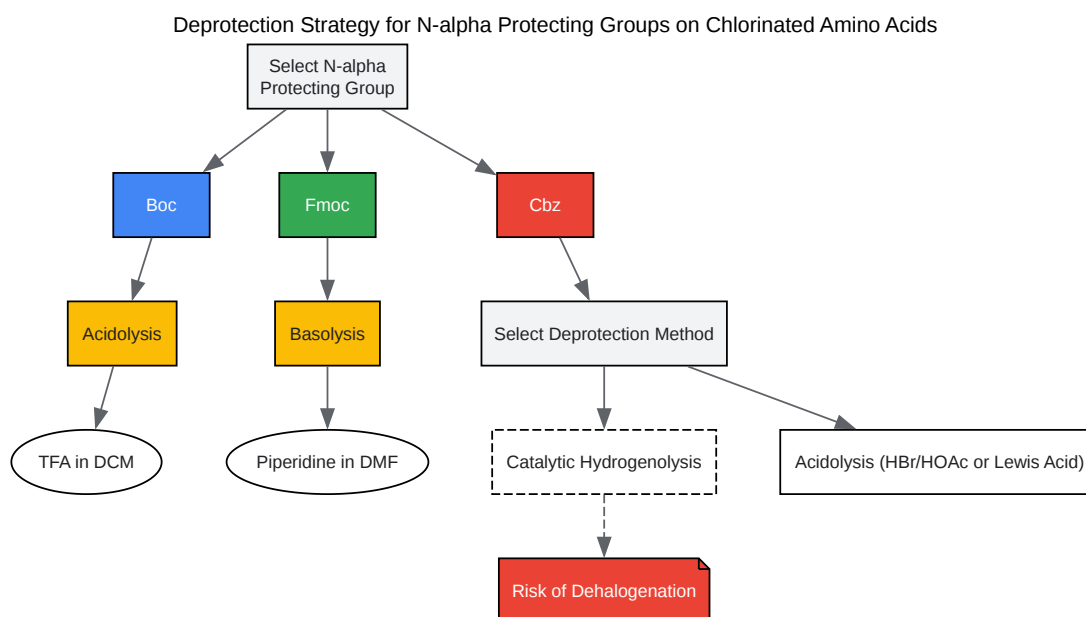 Deprotection Strategy for N-alpha Protecting Groups on Chlorinated Amino Acids
Select N-alpha
Protecting Group
Boc
Fmoc
Cbz
Acidolysis
Basolysis
Select Deprotection Method
TFA in DCM
Piperidine in DMF
Catalytic Hydrogenolysis
Acidolysis (HBr/HOAc or Lewis Acid)
Risk of Dehalogenation